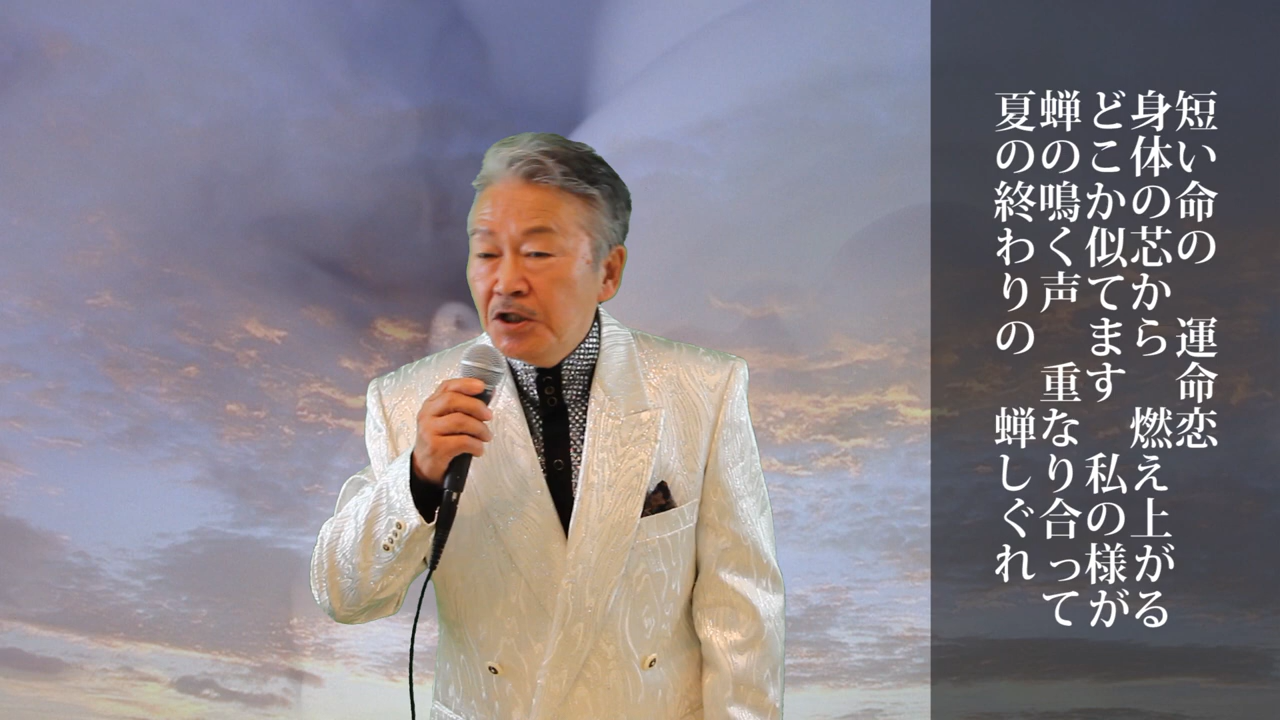 短い命の　運命恋
身体の芯から　燃え上がる
どこか似てます　私の様が
蝉の鳴く声　重なり合って
夏の終わりの　蝉しぐれ